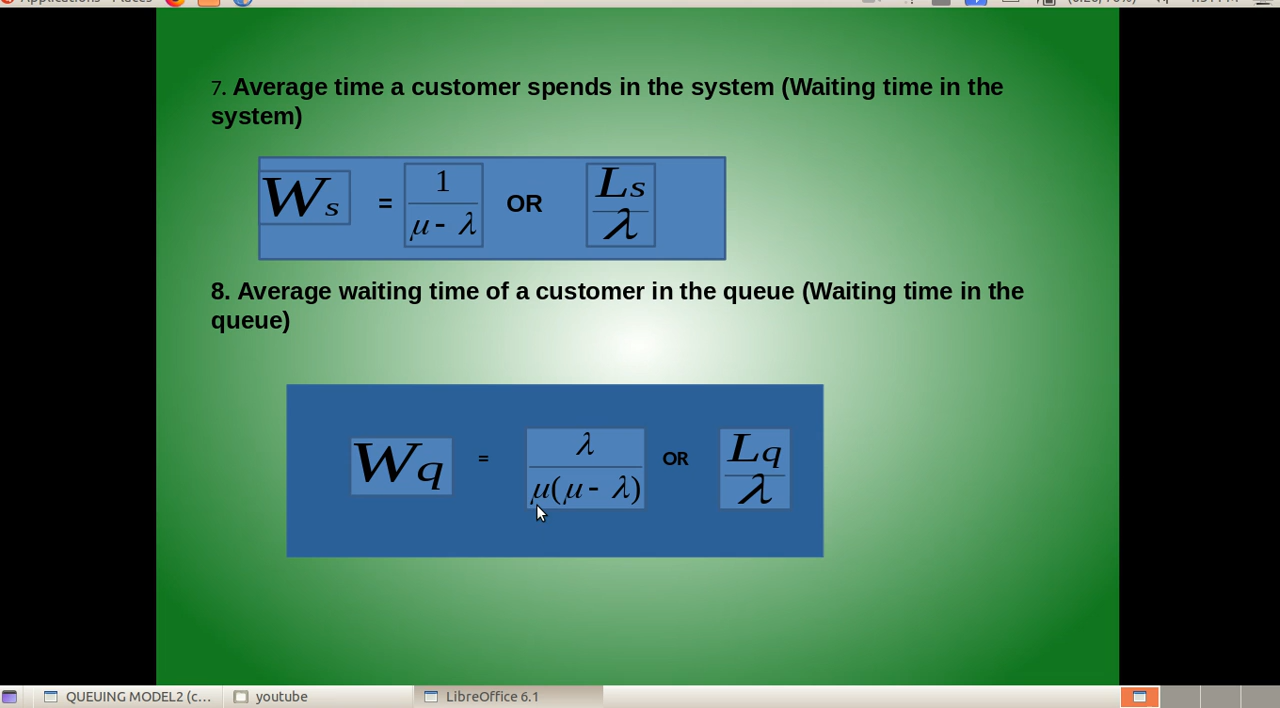 7. Average time a customer spends in the system (Waiting time in the
system)
Ws = 1/(μ - λ) OR Ls/λ
8. Average waiting time of a customer in the queue (Waiting time in the
queue)
Wq = λ/(μ(μ - λ)) OR Lq/λ
QUEUING MODEL2 (c... youtube LibreOffice 6.1